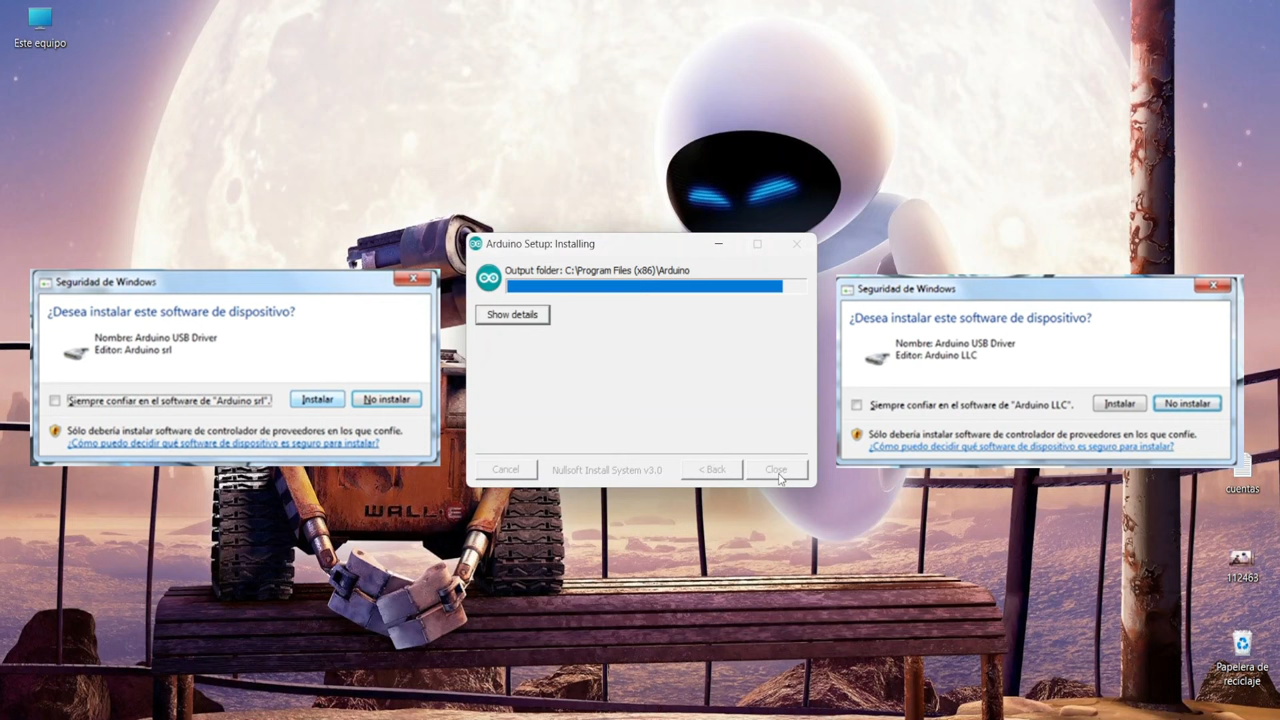 Este equipo
Seguridad de Windows
¿Desea instalar este software de dispositivo?
Nombre: Arduino USB Driver
Editor: Arduino srl
Siempre confiar en el software de "Arduino srl".
Instalar
No instalar
Sólo debería instalar software de controlador de proveedores en los que confíe.
¿Cómo puedo decidir qué software de dispositivo es seguro para instalar?
Arduino Setup: Installing
Output folder: C:\Program Files (x86)\Arduino
Show details
Cancel
Nullsoft Install System v3.0
< Back
Close
Seguridad de Windows
¿Desea instalar este software de dispositivo?
Nombre: Arduino USB Driver
Editor: Arduino LLC
Siempre confiar en el software de "Arduino LLC".
Instalar
No instalar
Sólo debería instalar software de controlador de proveedores en los que confíe.
¿Cómo puedo decidir qué software de dispositivo es seguro para instalar?
WALL·E
cuentas
112463
Papelera de
reciclaje